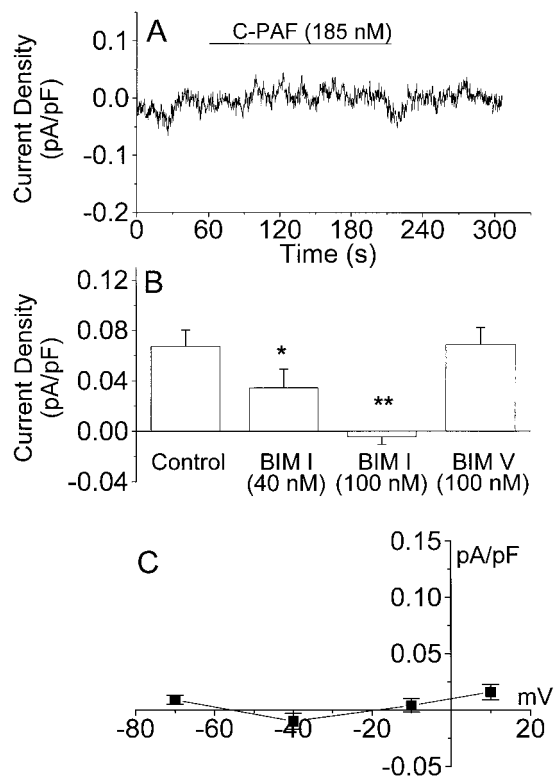 A
C-PAF (185 nM)
0.1
0.0
-0.1
-0.2
Current Density
(pA/pF)
0 60 120 180 240 300
Time (s)
B
0.12
0.08
0.04
0.00
-0.04
Current Density
(pA/pF)
*
**
Control BIM I BIM I BIM V
(40 nM) (100 nM) (100 nM)
C
0.15
pA/pF
0.10
0.05
mV
-80 -60 -40 -20 20
-0.05